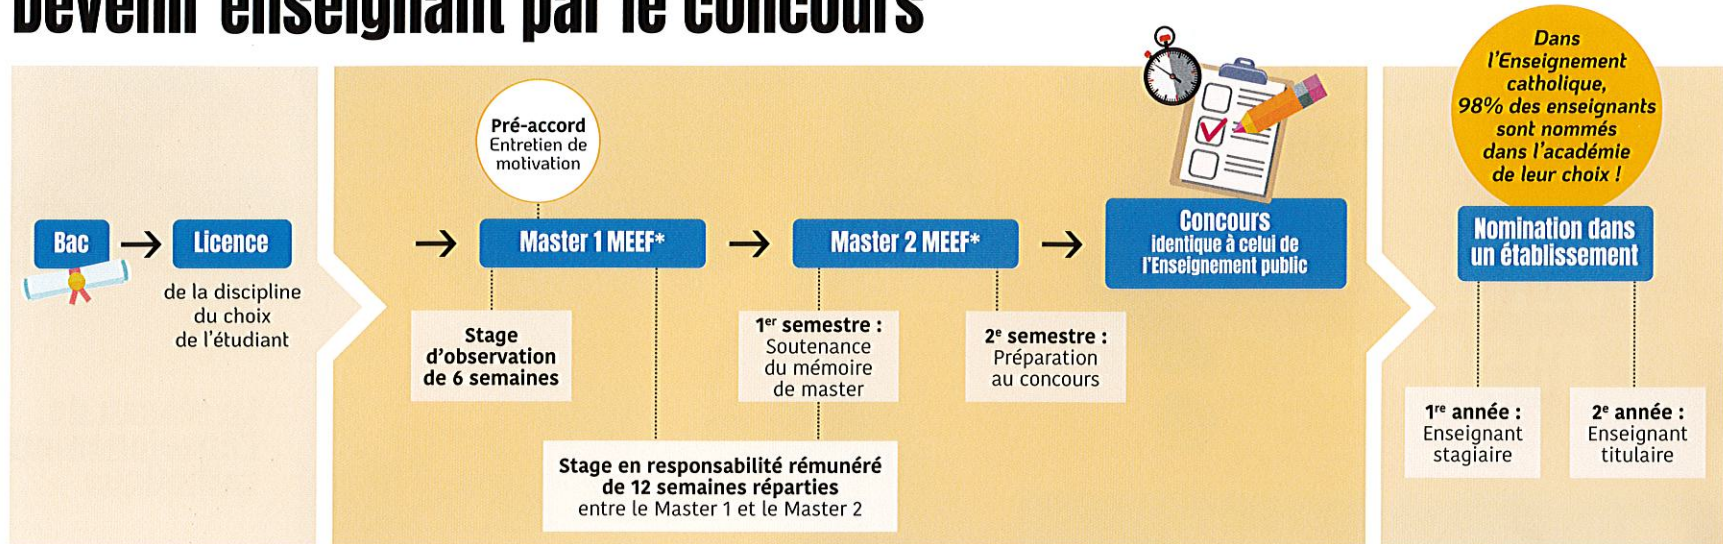 Devenir enseignant par le concours
Bac
Licence
de la discipline
du choix
de l'étudiant
Pré-accord
Entretien de
motivation
Master 1 MEEF*
Stage
d'observation
de 6 semaines
Master 2 MEEF*
1er semestre :
Soutenance
du mémoire
de master
2e semestre :
Préparation
au concours
Stage en responsabilité rémunéré
de 12 semaines réparties
entre le Master 1 et le Master 2
Concours
identique à celui de
l'Enseignement public
Dans
l'Enseignement
catholique,
98% des enseignants
sont nommés
dans l'académie
de leur choix !
Nomination dans
un établissement
1re année :
Enseignant
stagiaire
2e année :
Enseignant
titulaire